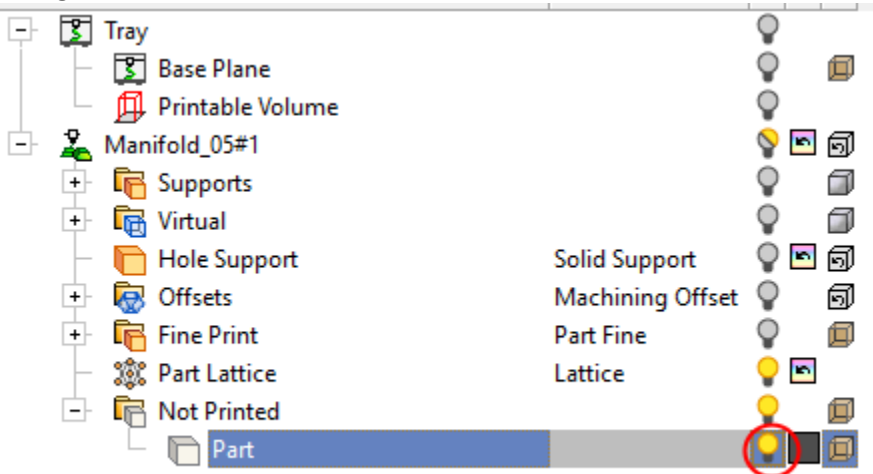 Tray
Base Plane
Printable Volume
Manifold_05#1
Supports
Virtual
Hole Support Solid Support
Offsets Machining Offset
Fine Print Part Fine
Part Lattice Lattice
Not Printed
Part